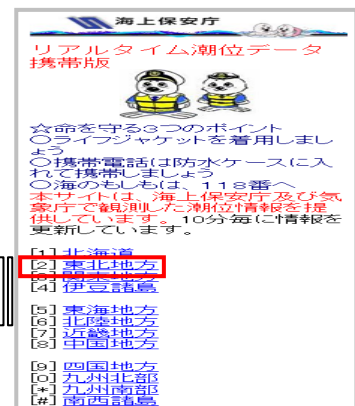 海上保安庁
リアルタイム潮位データ
携帯版
☆命を守る3つのポイント
○ライフジャケットを着用しまし
ょう
○携帯電話は防水ケースに入
れて携帯しましょう
○海のもしもは、118番へ
本サイトは、海上保安庁及び気
象庁で観測した潮位情報を提
供しています。10分毎に情報を
更新しています。
[1] 北海道
[2] 東北地方
[3] 関東地方
[4] 伊豆諸島
[5] 東海地方
[6] 北陸地方
[7] 近畿地方
[8] 中国地方
[9] 四国地方
[0] 九州北部
[*] 九州南部
[#] 南西諸島